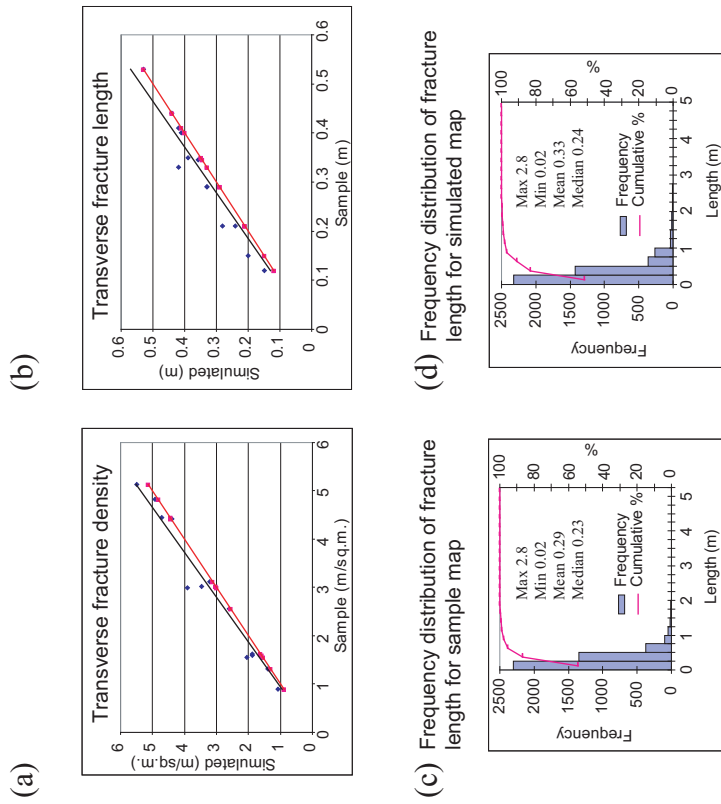 (a)
Transverse fracture density
Simulated (m/sq.m.)
6
5
4
3
2
1
0
0
1
2
3
4
5
6
Sample (m/sq.m.)
(b)
Transverse fracture length
Simulated (m)
0.6
0.5
0.4
0.3
0.2
0.1
0
0
0.1
0.2
0.3
0.4
0.5
0.6
Sample (m)
(c) Frequency distribution of fracture
length for sample map
Frequency
2500
2000
1500
1000
500
0
%
100
80
60
40
20
0
Max 2.8
Min 0.02
Mean 0.29
Median 0.23
Frequency
Cumulative %
0
1
2
5
Length (m)
(d) Frequency distribution of fracture
length for simulated map
Frequency
2500
2000
1500
1000
500
0
%
100
80
60
40
20
0
Max 2.8
Min 0.02
Mean 0.33
Median 0.24
Frequency
Cumulative %
0
1
2
5
Length (m)